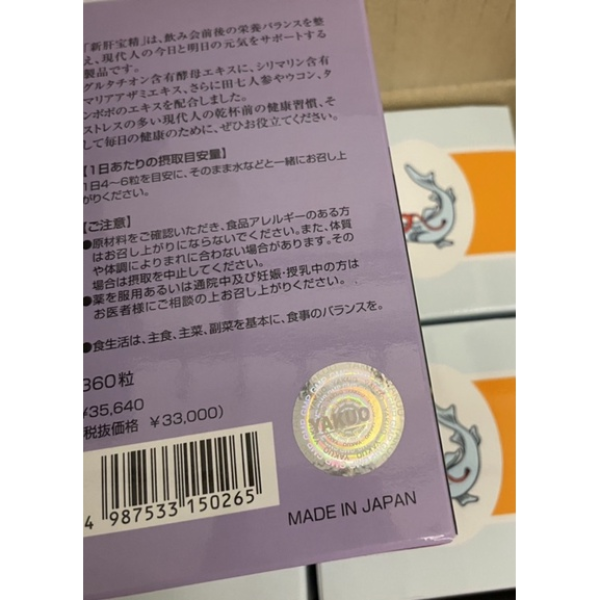 「新肝宝精」は、飲み会前後の栄養バランスを整
え、現代人の今日と明日の元気をサポートする
製品です。
グルタチオン含有酵母エキスに、シリマリン含有
マリアアザミエキス、さらに田七人参やウコン、タ
ンポポのエキスを配合しました。
ストレスの多い現代人の乾杯前の健康習慣、そ
して毎日の健康のために、ぜひお役立てください。
【1日あたりの摂取目安量】
1日4〜6粒を目安に、そのまま水などと一緒にお召し上
がりください。
【ご注意】
●原材料をご確認いただき、食品アレルギーのある方
はお召し上がりにならないでください。また、体質
や体調によりまれに合わない場合があります。その
場合は摂取を中止してください。
●薬を服用あるいは通院中及び妊娠・授乳中の方は
お医者様にご相談の上お召し上がりください。
●食生活は、主食、主菜、副菜を基本に、食事のバランスを。
360粒
¥35,640
(税抜価格 ¥33,000)
YAKUO
4 987533 150265
MADE IN JAPAN